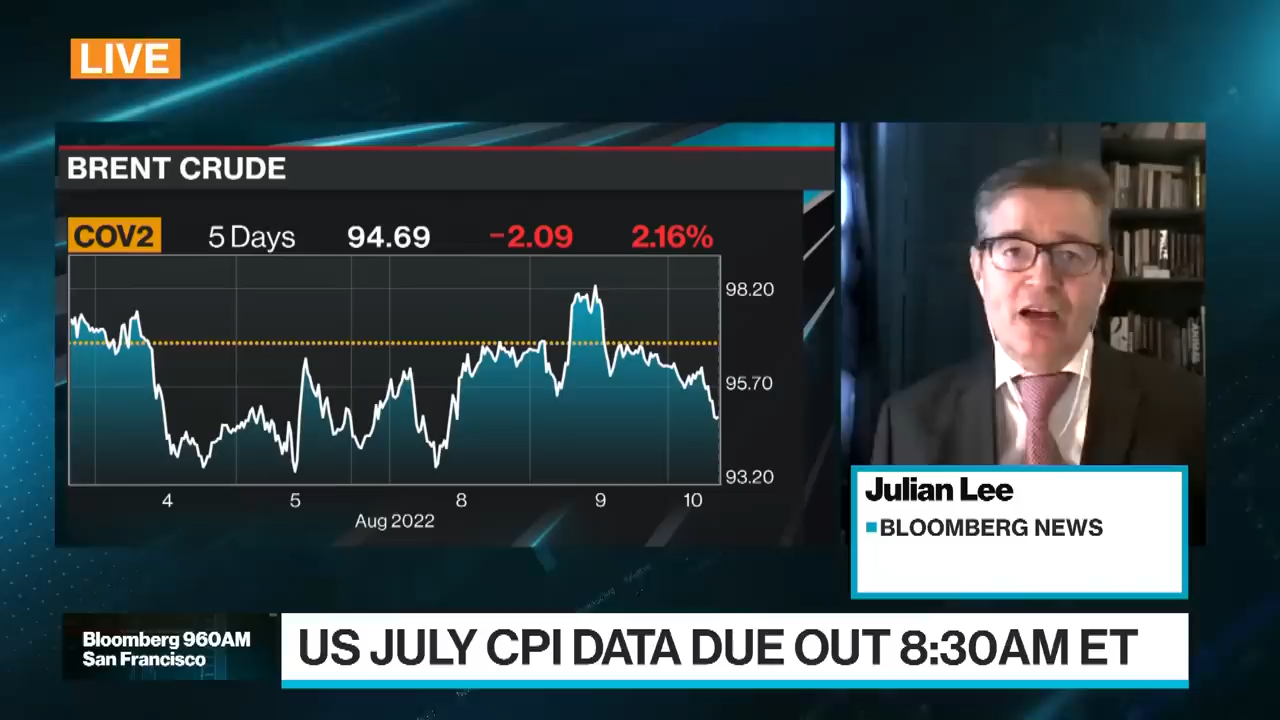 LIVE
BRENT CRUDE
COV2 5 Days 94.69 -2.09 2.16%
98.20
95.70
93.20
4 5 8 9 10
Aug 2022
Julian Lee
BLOOMBERG NEWS
Bloomberg 960AM
San Francisco
US JULY CPI DATA DUE OUT 8:30AM ET